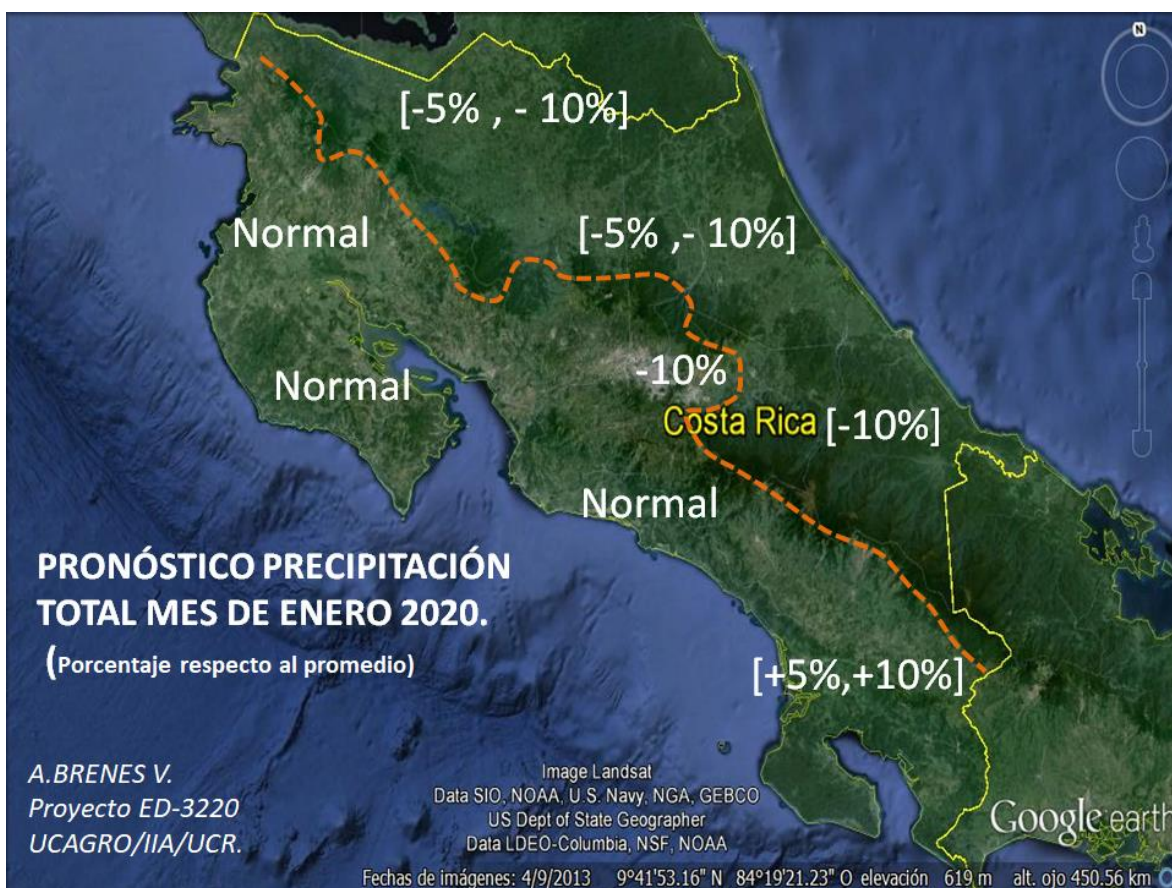 N
[-5% , - 10%]
Normal
[-5% ,- 10%]
Normal
-10%
Costa Rica
[-10%]
Normal
PRONÓSTICO PRECIPITACIÓN
TOTAL MES DE ENERO 2020.
(Porcentaje respecto al promedio)
[+5%,+10%]
A.BRENES V.
Proyecto ED-3220
UCAGRO/IIA/UCR.
Image Landsat
Data SIO, NOAA, U.S. Navy, NGA, GEBCO
US Dept of State Geographer
Data LDEO-Columbia, NSF, NOAA
Google earth
Fechas de imágenes: 4/9/2013 9°41'53.16" N 84°19'21.23" O elevación 619 m alt. ojo 450.56 km